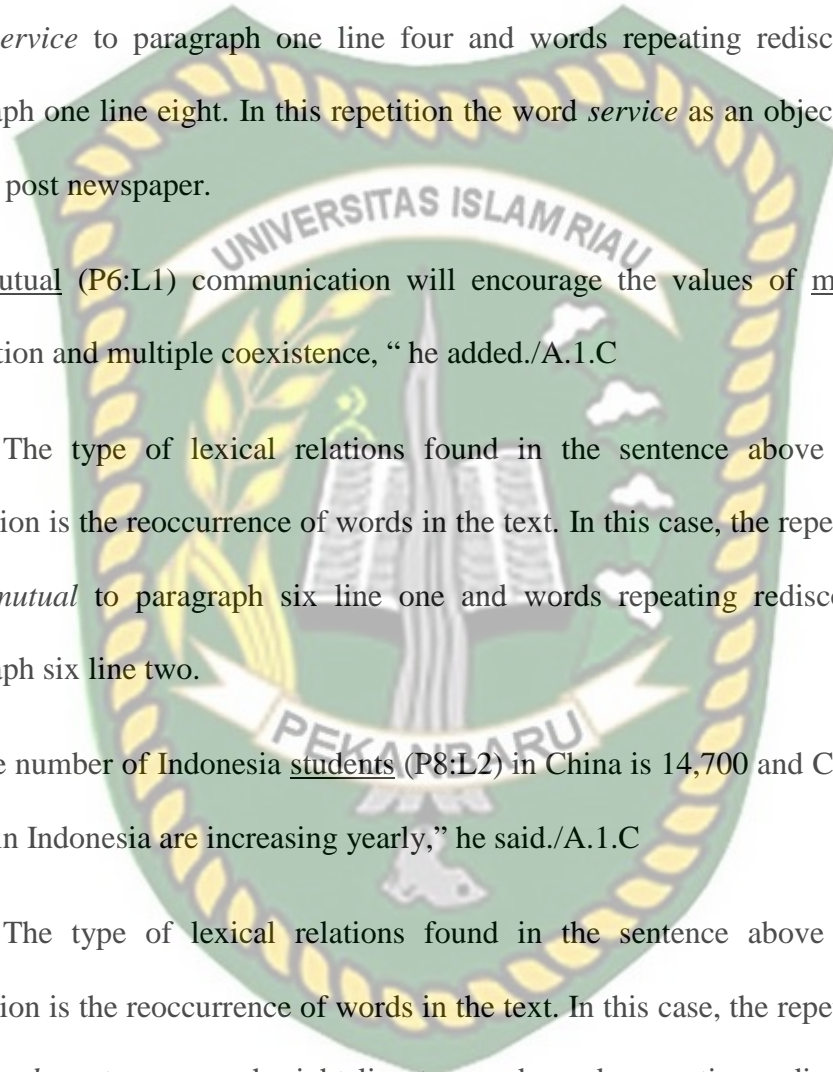 ervice to paragraph one line four and words repeating redisc
ph one line eight. In this repetition the word service as an objec
post newspaper.
UNIVERSITAS ISLAM RIAU
utual (P6:L1) communication will encourage the values of m
tion and multiple coexistence, “ he added./A.1.C
The type of lexical relations found in the sentence above
ion is the reoccurrence of words in the text. In this case, the repe
mutual to paragraph six line one and words repeating redisco
ph six line two.
PEKANBARU
e number of Indonesia students (P8:L2) in China is 14,700 and C
in Indonesia are increasing yearly,” he said./A.1.C
The type of lexical relations found in the sentence above
ion is the reoccurrence of words in the text. In this case, the repe